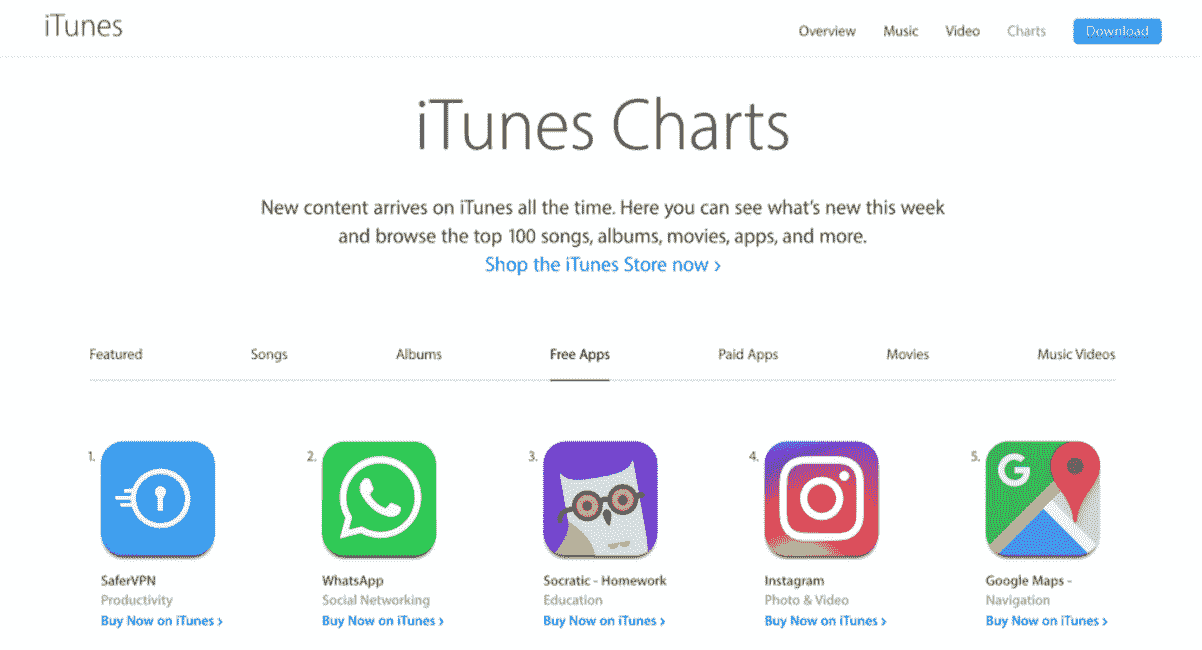 iTunes
Overview Music Video Charts Download
iTunes Charts
New content arrives on iTunes all the time. Here you can see what's new this week
and browse the top 100 songs, albums, movies, apps, and more.
Shop the iTunes Store now ›
Featured Songs Albums Free Apps Paid Apps Movies Music Videos
1. 2. 3. 4. 5.
G
SaferVPN WhatsApp Socratic - Homework Instagram Google Maps -
Productivity Social Networking Education Photo & Video Navigation
Buy Now on iTunes › Buy Now on iTunes › Buy Now on iTunes › Buy Now on iTunes › Buy Now on iTunes ›